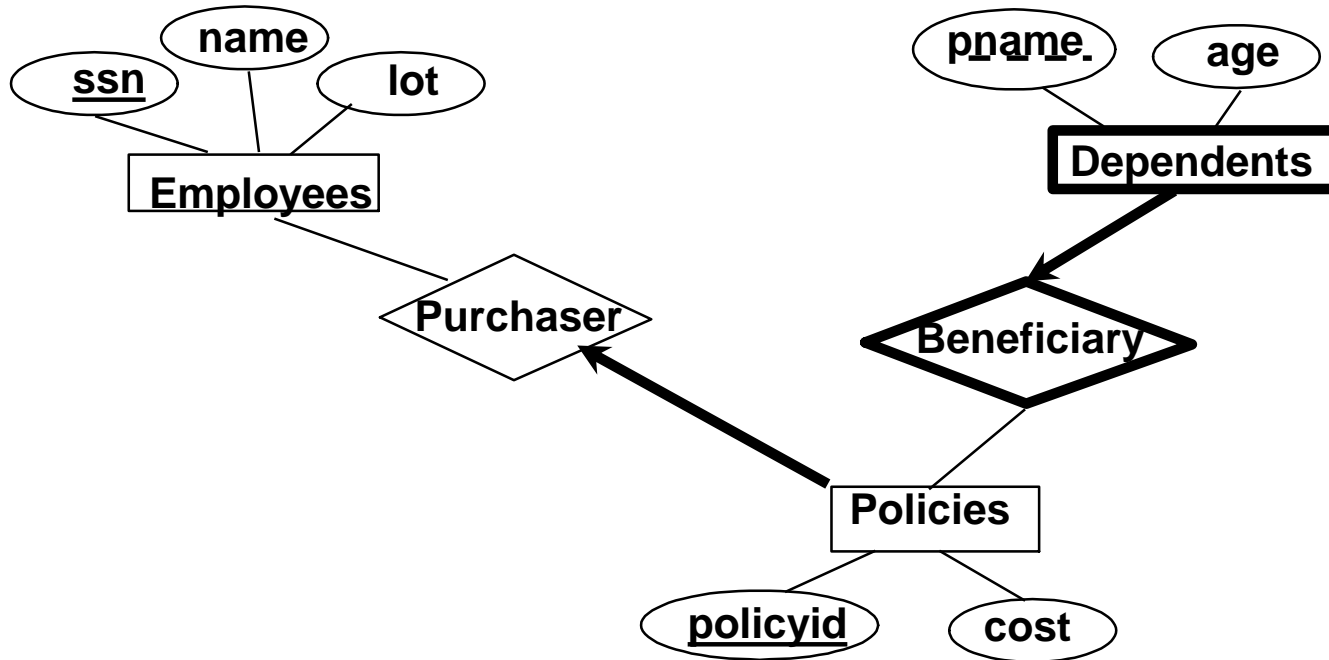 name
ssn
lot
Employees
pname
age
Dependents
Purchaser
Beneficiary
Policies
policyid
cost